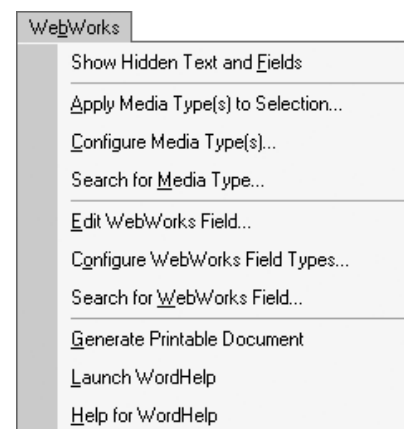 WebWorks
Show Hidden Text and Fields
Apply Media Type(s) to Selection...
Configure Media Type(s)...
Search for Media Type...
Edit WebWorks Field...
Configure WebWorks Field Types...
Search for WebWorks Field...
Generate Printable Document
Launch WordHelp
Help for WordHelp